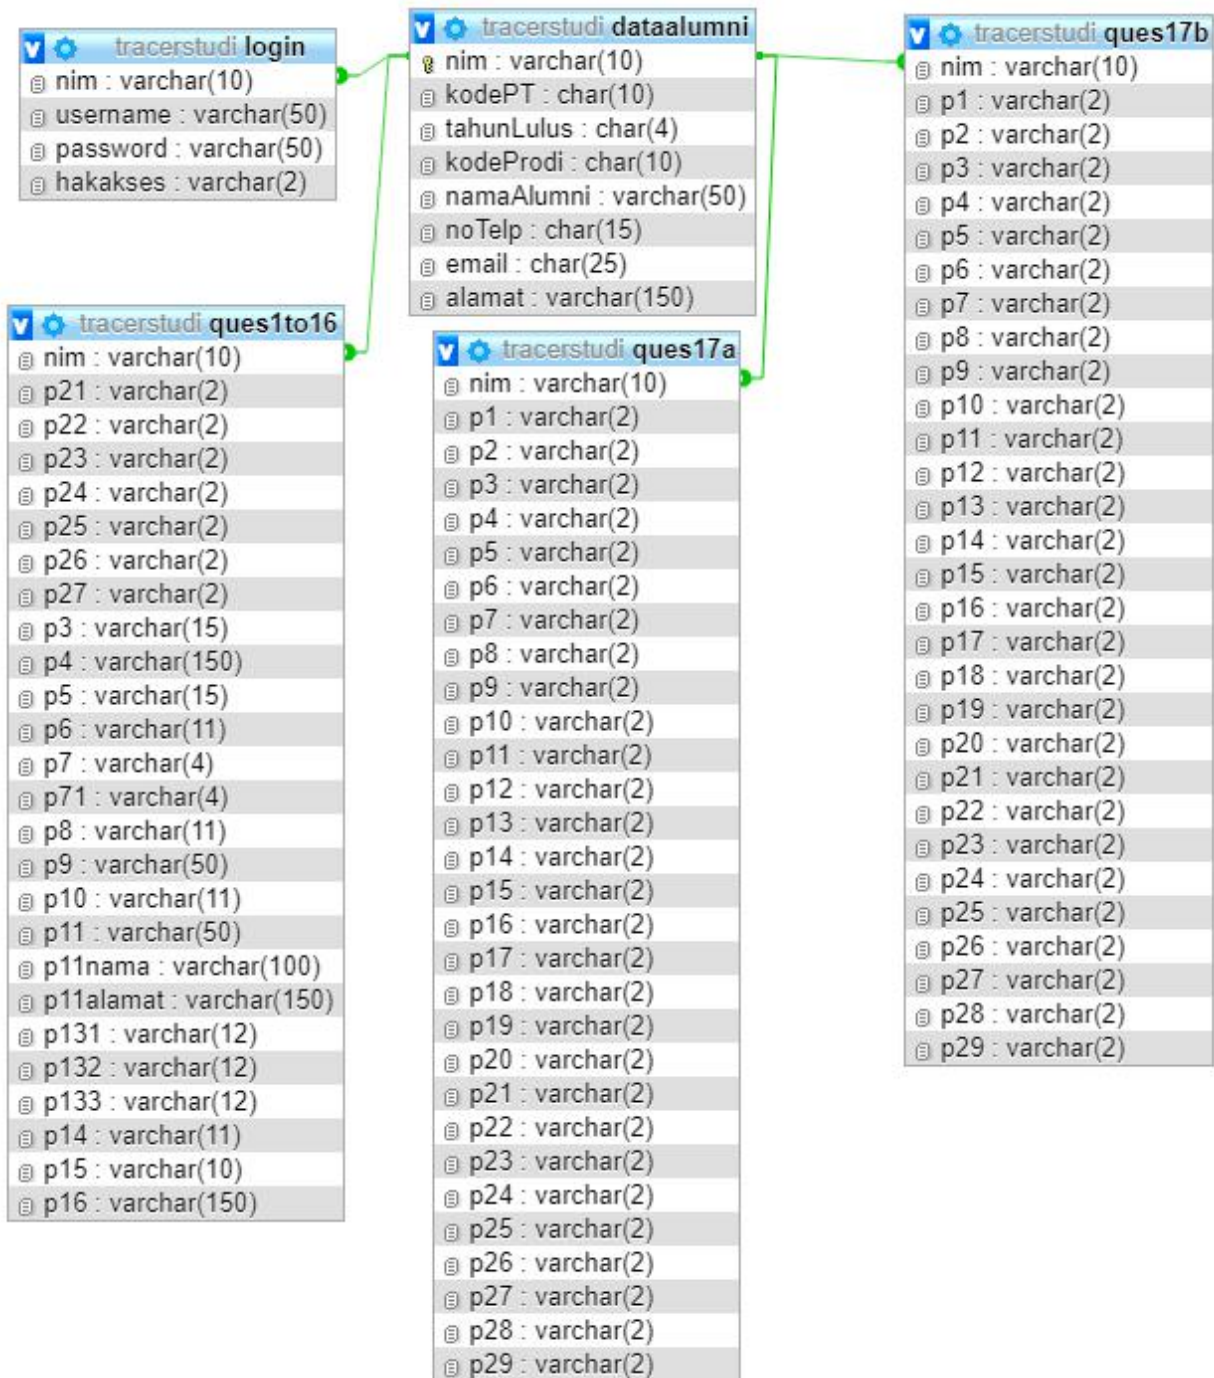 tracerstudi login
nim : varchar(10)
username : varchar(50)
password : varchar(50)
hakakses : varchar(2)
tracerstudi dataalumni
nim : varchar(10)
kodePT : char(10)
tahunLulus : char(4)
kodeProdi : char(10)
namaAlumni : varchar(50)
noTelp : char(15)
email : char(25)
alamat : varchar(150)
tracerstudi ques17b
nim : varchar(10)
p1 : varchar(2)
p2 : varchar(2)
p3 : varchar(2)
p4 : varchar(2)
p5 : varchar(2)
p6 : varchar(2)
p7 : varchar(2)
p8 : varchar(2)
p9 : varchar(2)
p10 : varchar(2)
p11 : varchar(2)
p12 : varchar(2)
p13 : varchar(2)
p14 : varchar(2)
p15 : varchar(2)
p16 : varchar(2)
p17 : varchar(2)
p18 : varchar(2)
p19 : varchar(2)
p20 : varchar(2)
p21 : varchar(2)
p22 : varchar(2)
p23 : varchar(2)
p24 : varchar(2)
p25 : varchar(2)
p26 : varchar(2)
p27 : varchar(2)
p28 : varchar(2)
p29 : varchar(2)
tracerstudi ques1to16
nim : varchar(10)
p21 : varchar(2)
p22 : varchar(2)
p23 : varchar(2)
p24 : varchar(2)
p25 : varchar(2)
p26 : varchar(2)
p27 : varchar(2)
p3 : varchar(15)
p4 : varchar(150)
p5 : varchar(15)
p6 : varchar(11)
p7 : varchar(4)
p71 : varchar(4)
p8 : varchar(11)
p9 : varchar(50)
p10 : varchar(11)
p11 : varchar(50)
p11nama : varchar(100)
p11alamat : varchar(150)
p131 : varchar(12)
p132 : varchar(12)
p133 : varchar(12)
p14 : varchar(11)
p15 : varchar(10)
p16 : varchar(150)
tracerstudi ques17a
nim : varchar(10)
p1 : varchar(2)
p2 : varchar(2)
p3 : varchar(2)
p4 : varchar(2)
p5 : varchar(2)
p6 : varchar(2)
p7 : varchar(2)
p8 : varchar(2)
p9 : varchar(2)
p10 : varchar(2)
p11 : varchar(2)
p12 : varchar(2)
p13 : varchar(2)
p14 : varchar(2)
p15 : varchar(2)
p16 : varchar(2)
p17 : varchar(2)
p18 : varchar(2)
p19 : varchar(2)
p20 : varchar(2)
p21 : varchar(2)
p22 : varchar(2)
p23 : varchar(2)
p24 : varchar(2)
p25 : varchar(2)
p26 : varchar(2)
p27 : varchar(2)
p28 : varchar(2)
p29 : varchar(2)